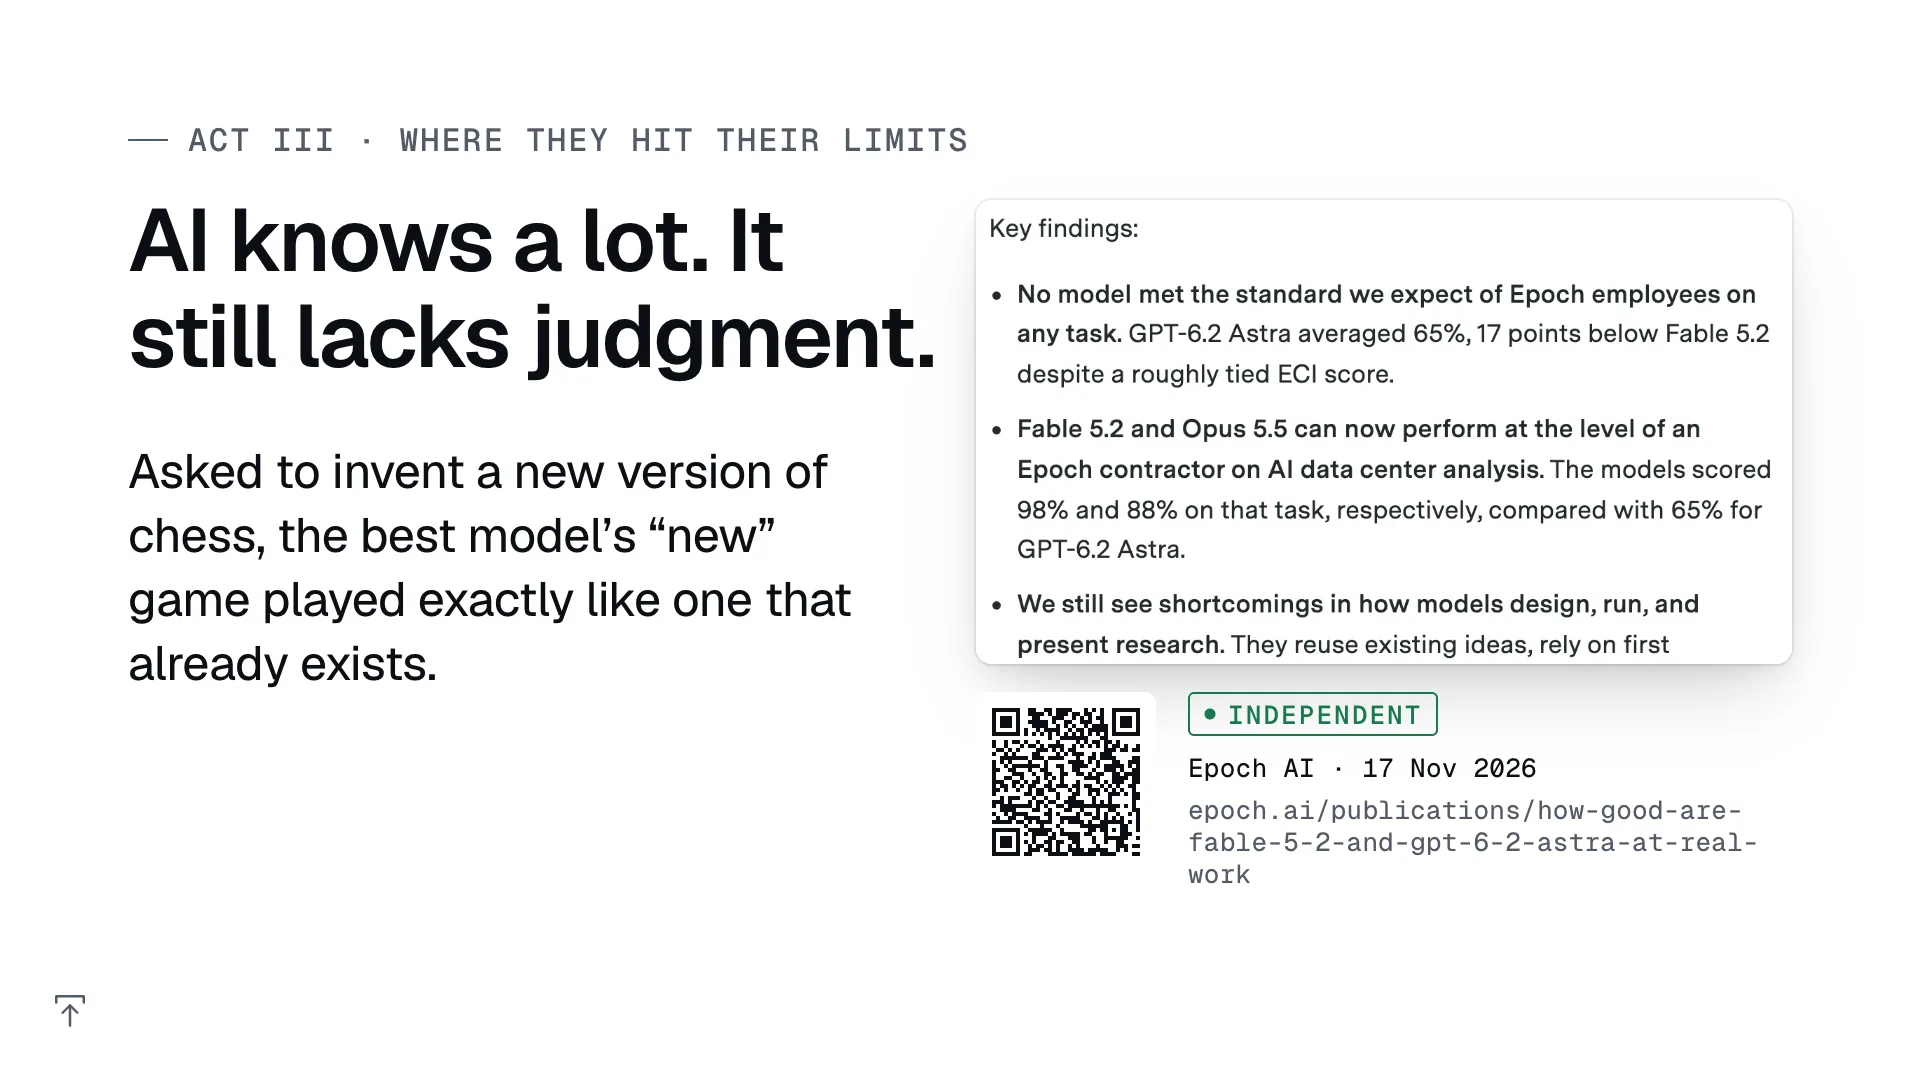 — ACT III · WHERE THEY HIT THEIR LIMITS
AI knows a lot. It
still lacks judgment.
Asked to invent a new version of
chess, the best model’s “new”
game played exactly like one that
already exists.
Key findings:
• No model met the standard we expect of Epoch employees on
any task. GPT-6.2 Astra averaged 65%, 17 points below Fable 5.2
despite a roughly tied ECI score.
• Fable 5.2 and Opus 5.5 can now perform at the level of an
Epoch contractor on AI data center analysis. The models scored
98% and 88% on that task, respectively, compared with 65% for
GPT-6.2 Astra.
• We still see shortcomings in how models design, run, and
present research. They reuse existing ideas, rely on first
• INDEPENDENT
Epoch AI · 17 Nov 2026
epoch.ai/publications/how-good-are-
fable-5-2-and-gpt-6-2-astra-at-real-
work